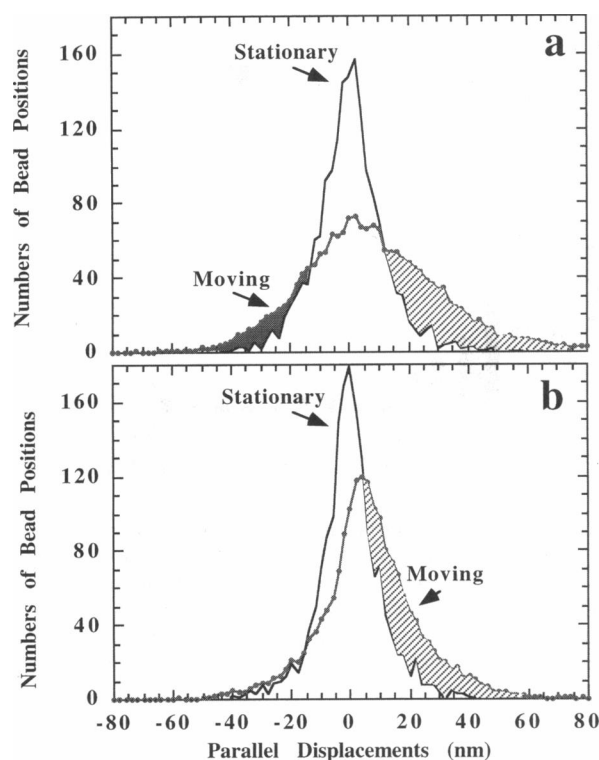 a
Stationary
160
120
80
40
0
Moving
Numbers of Bead Positions
b
Stationary
160
120
80
40
0
Moving
Numbers of Bead Positions
-80 -60 -40 -20 0 20 40 60 80
Parallel Displacements (nm)